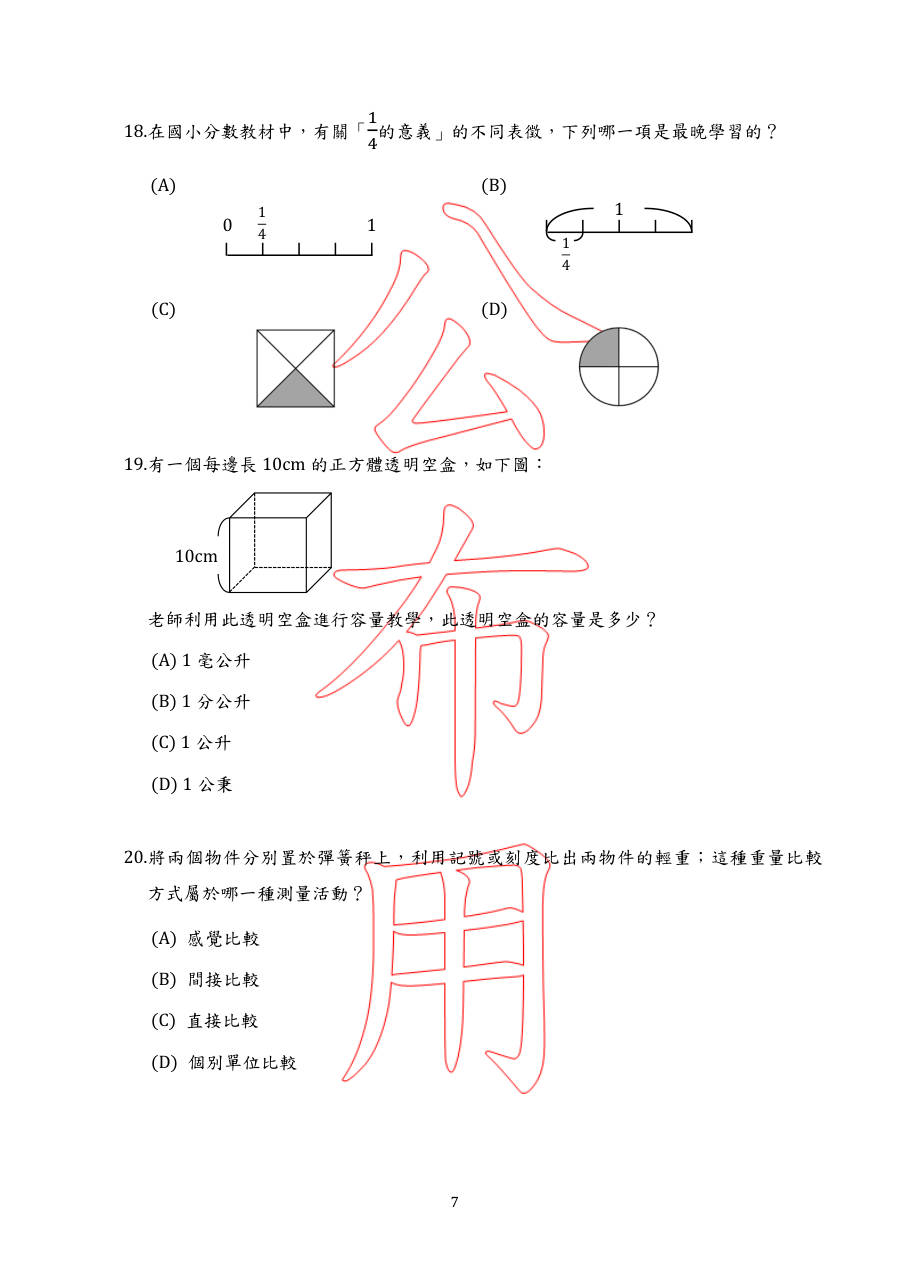 18.在國小分數教材中，有關「1/4的意義」的不同表徵，下列哪一項是最晚學習的？
(A)
(B)
0 1/4 1
1
1/4
(C)
(D)
19.有一個每邊長 10cm 的正方體透明空盒，如下圖：
10cm
老師利用此透明空盒進行容量教學，此透明空盒的容量是多少？
(A) 1 毫公升
(B) 1 分公升
(C) 1 公升
(D) 1 公秉
20.將兩個物件分別置於彈簧秤上，利用記號或刻度比出兩物件的輕重；這種重量比較
方式屬於哪一種測量活動？
(A) 感覺比較
(B) 間接比較
(C) 直接比較
(D) 個別單位比較
公布用
7